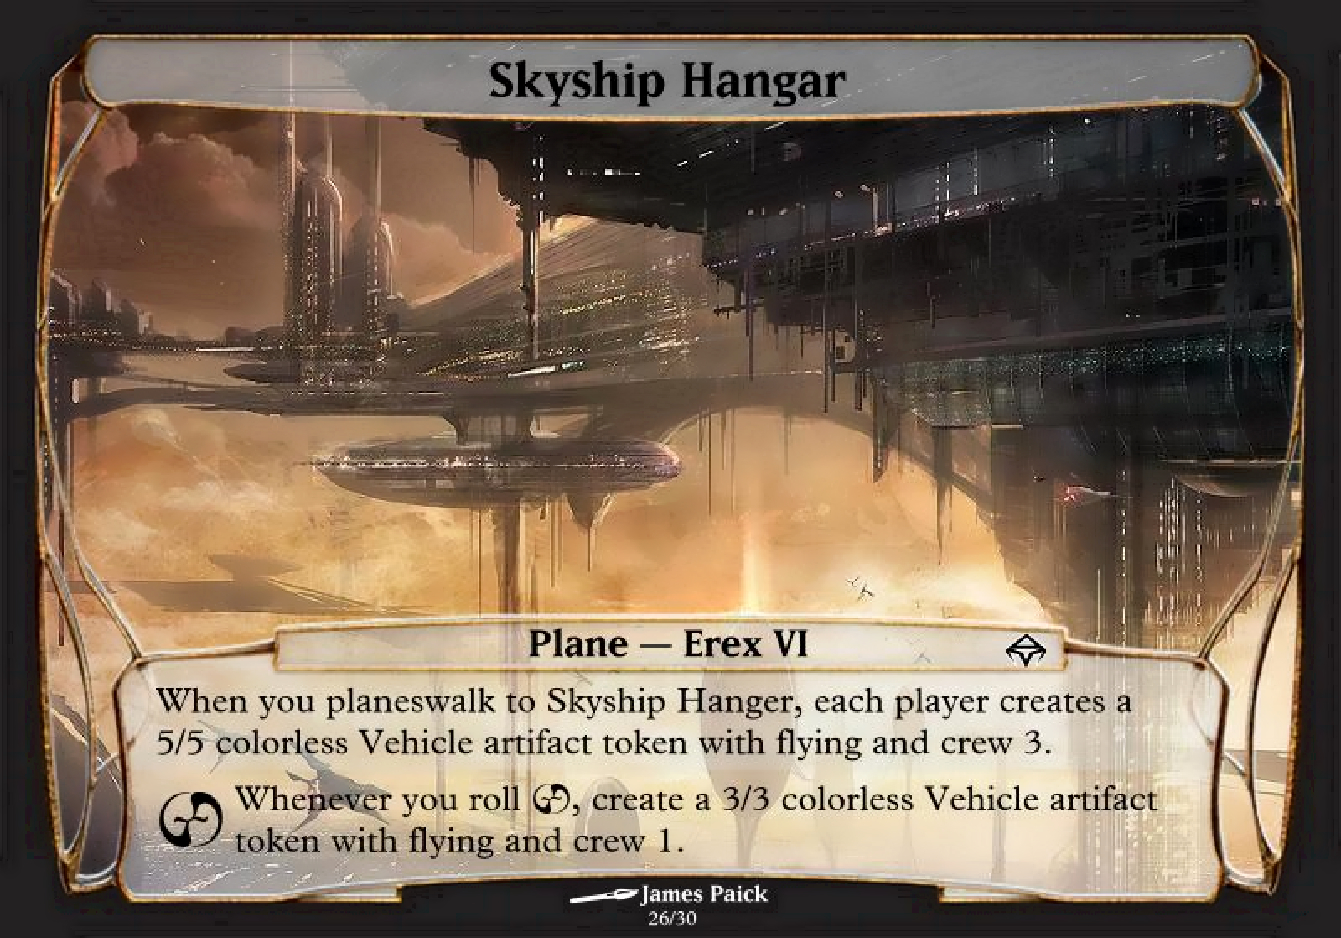 Skyship Hangar
Plane — Erex VI
When you planeswalk to Skyship Hanger, each player creates a
5/5 colorless Vehicle artifact token with flying and crew 3.
Whenever you roll , create a 3/3 colorless Vehicle artifact
token with flying and crew 1.
James Paick
26/30